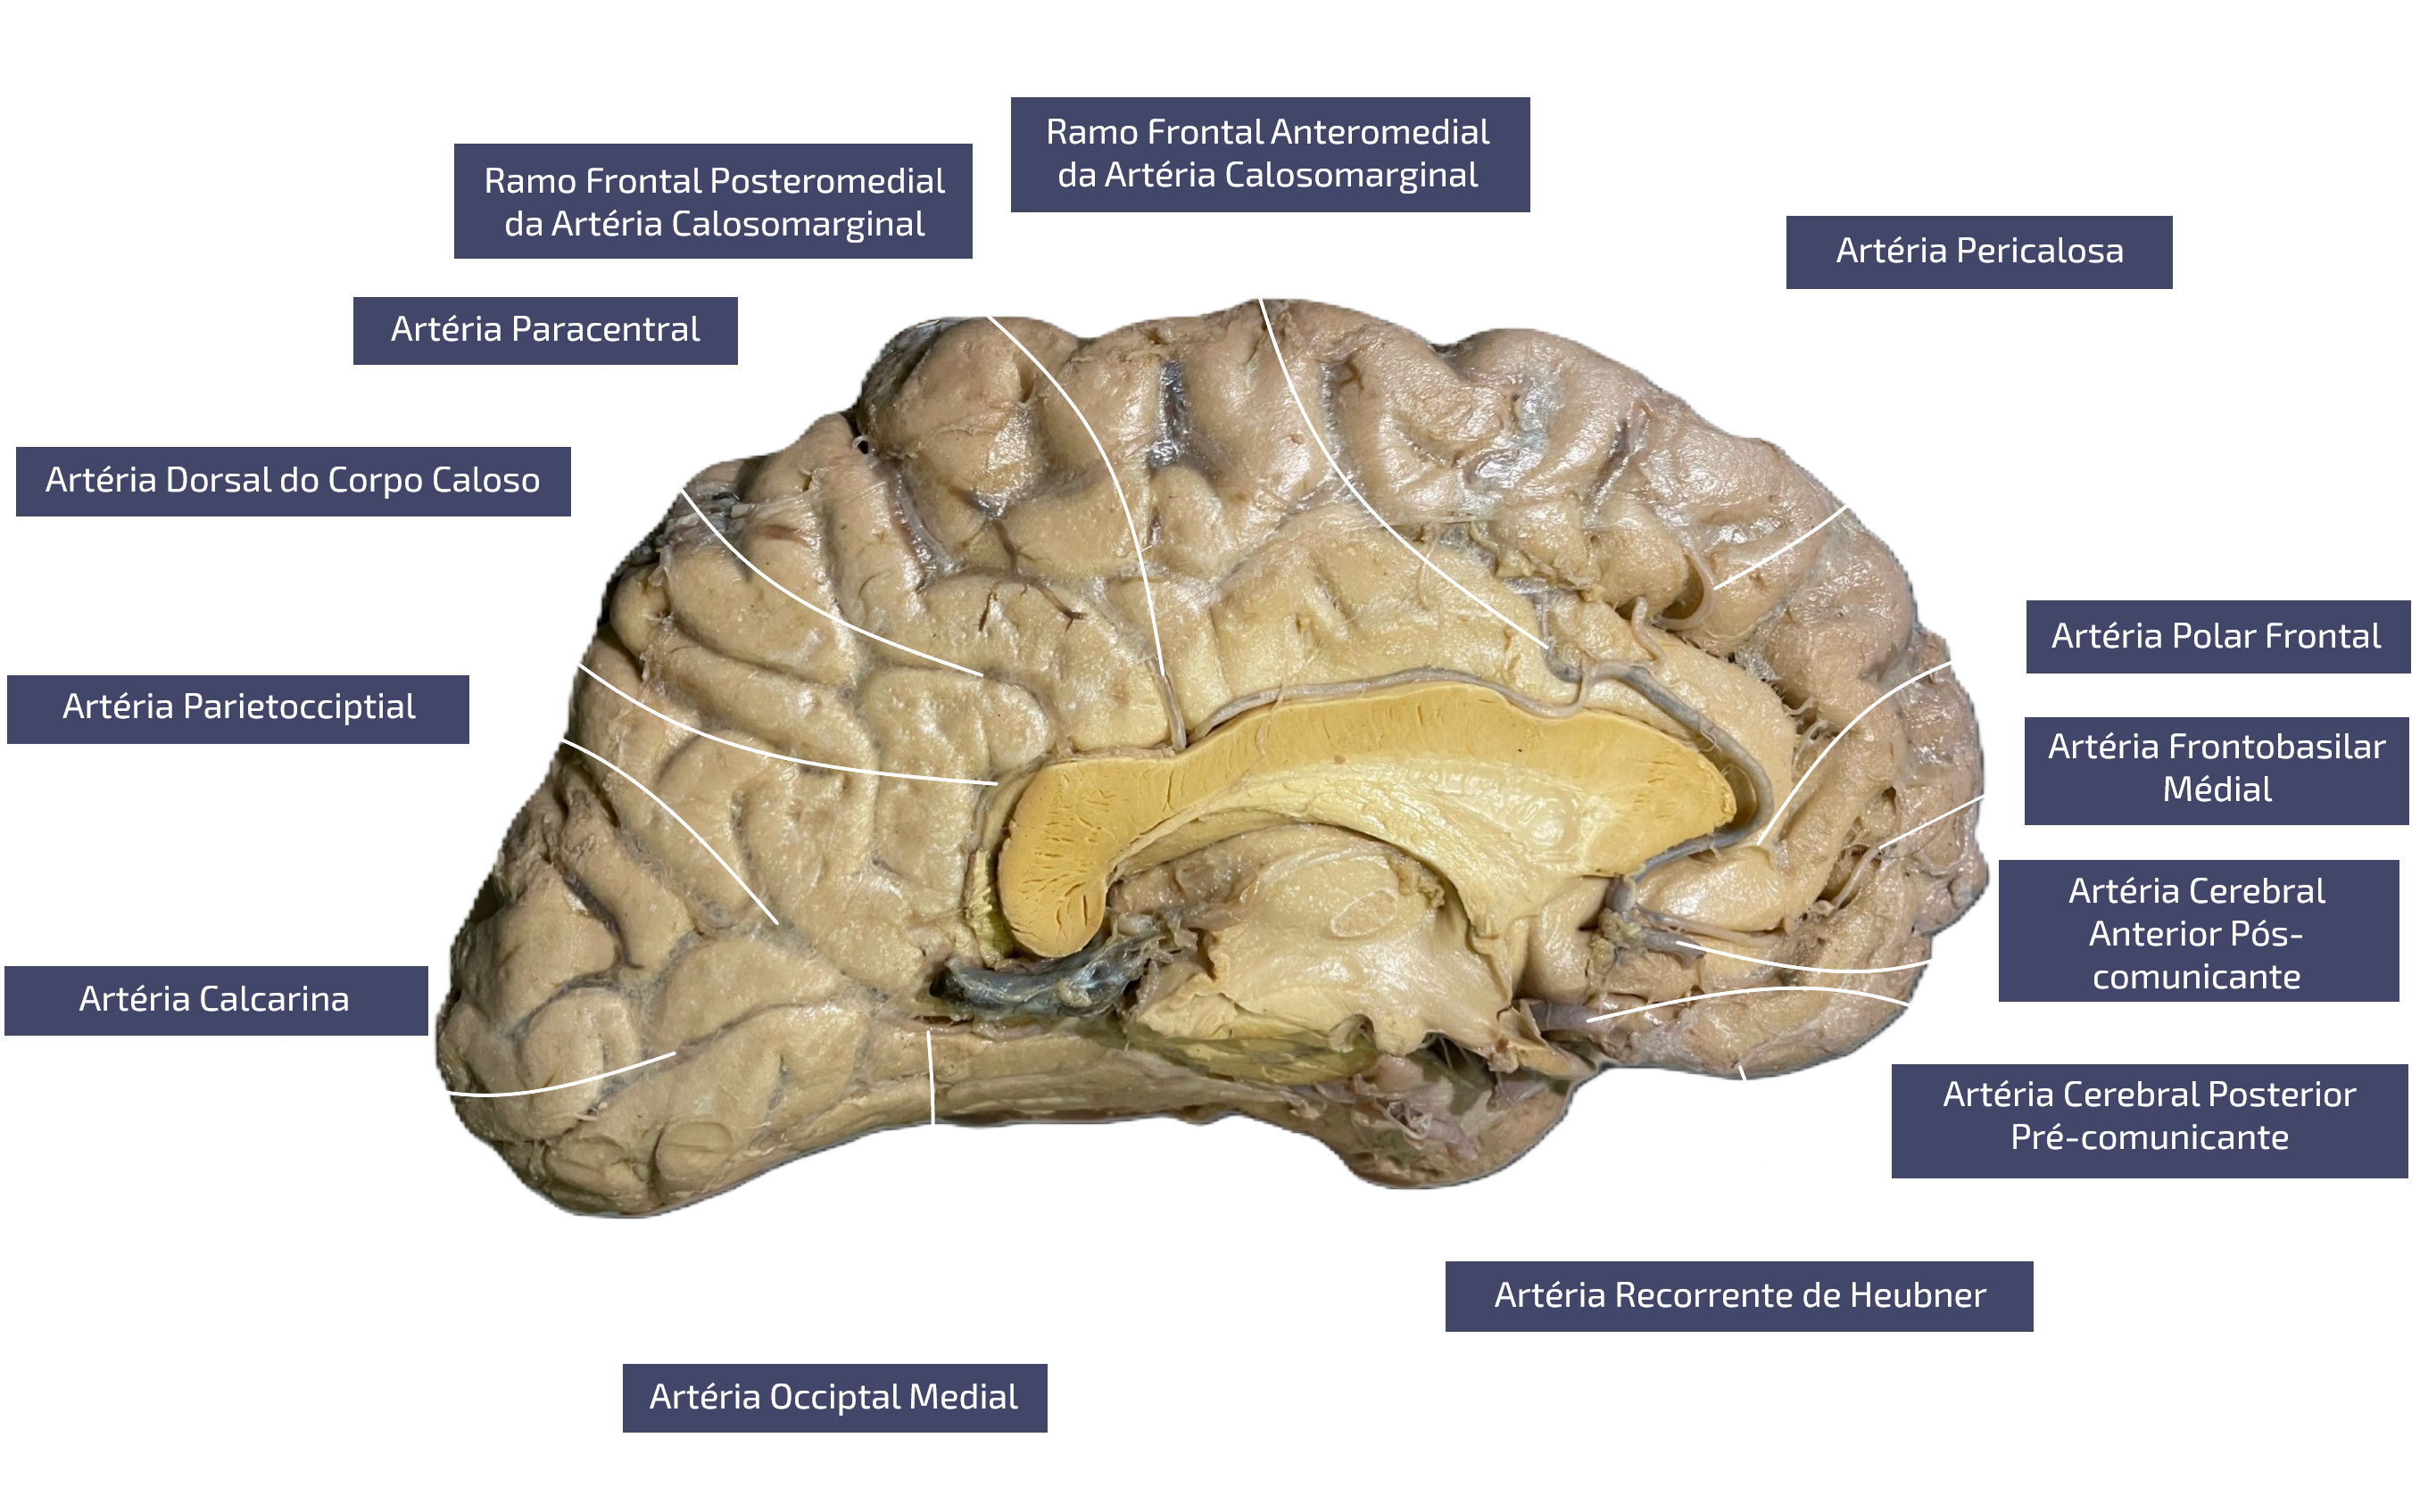 Ramo Frontal Anteromedial
da Artéria Calosomarginal
Ramo Frontal Posteromedial
da Artéria Calosomarginal
Artéria Pericalosa
Artéria Paracentral
Artéria Dorsal do Corpo Caloso
Artéria Polar Frontal
Artéria Parietocciptial
Artéria Frontobasilar
Médial
Artéria Cerebral
Anterior Pós-
comunicante
Artéria Calcarina
Artéria Cerebral Posterior
Pré-comunicante
Artéria Recorrente de Heubner
Artéria Occiptal Medial